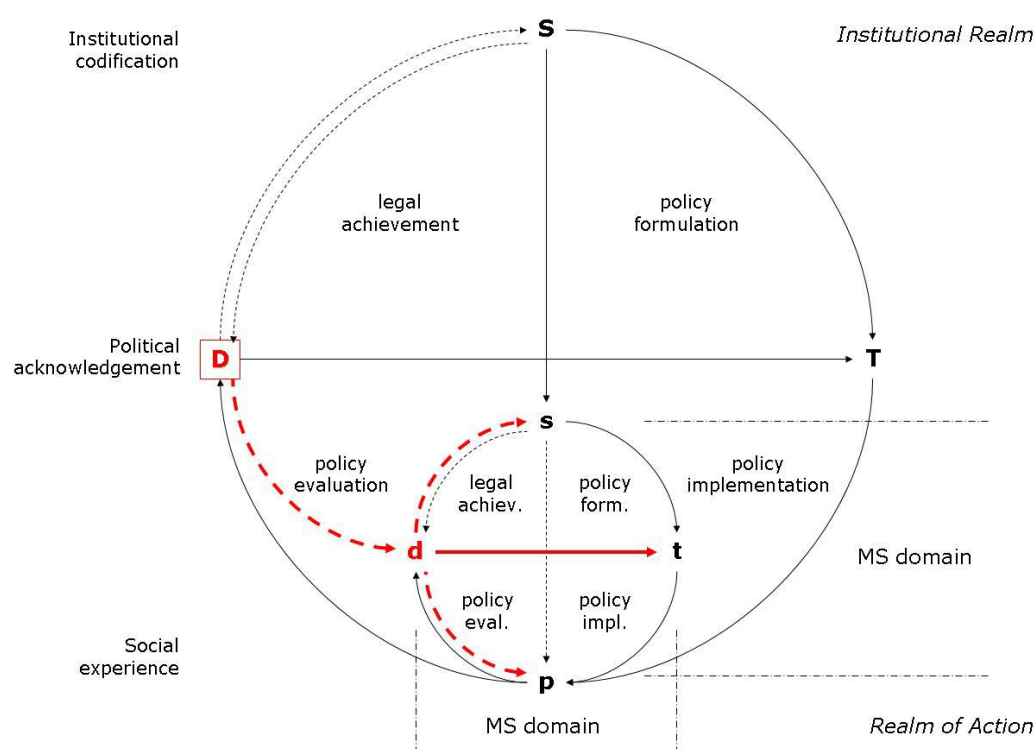 Institutional
codification
S
Institutional Realm
legal
achievement
policy
formulation
Political
acknowledgement
D
T
s
policy
evaluation
legal
achiev.
policy
form.
policy
implementation
d
t
MS domain
policy
eval.
policy
impl.
Social
experience
p
MS domain
Realm of Action